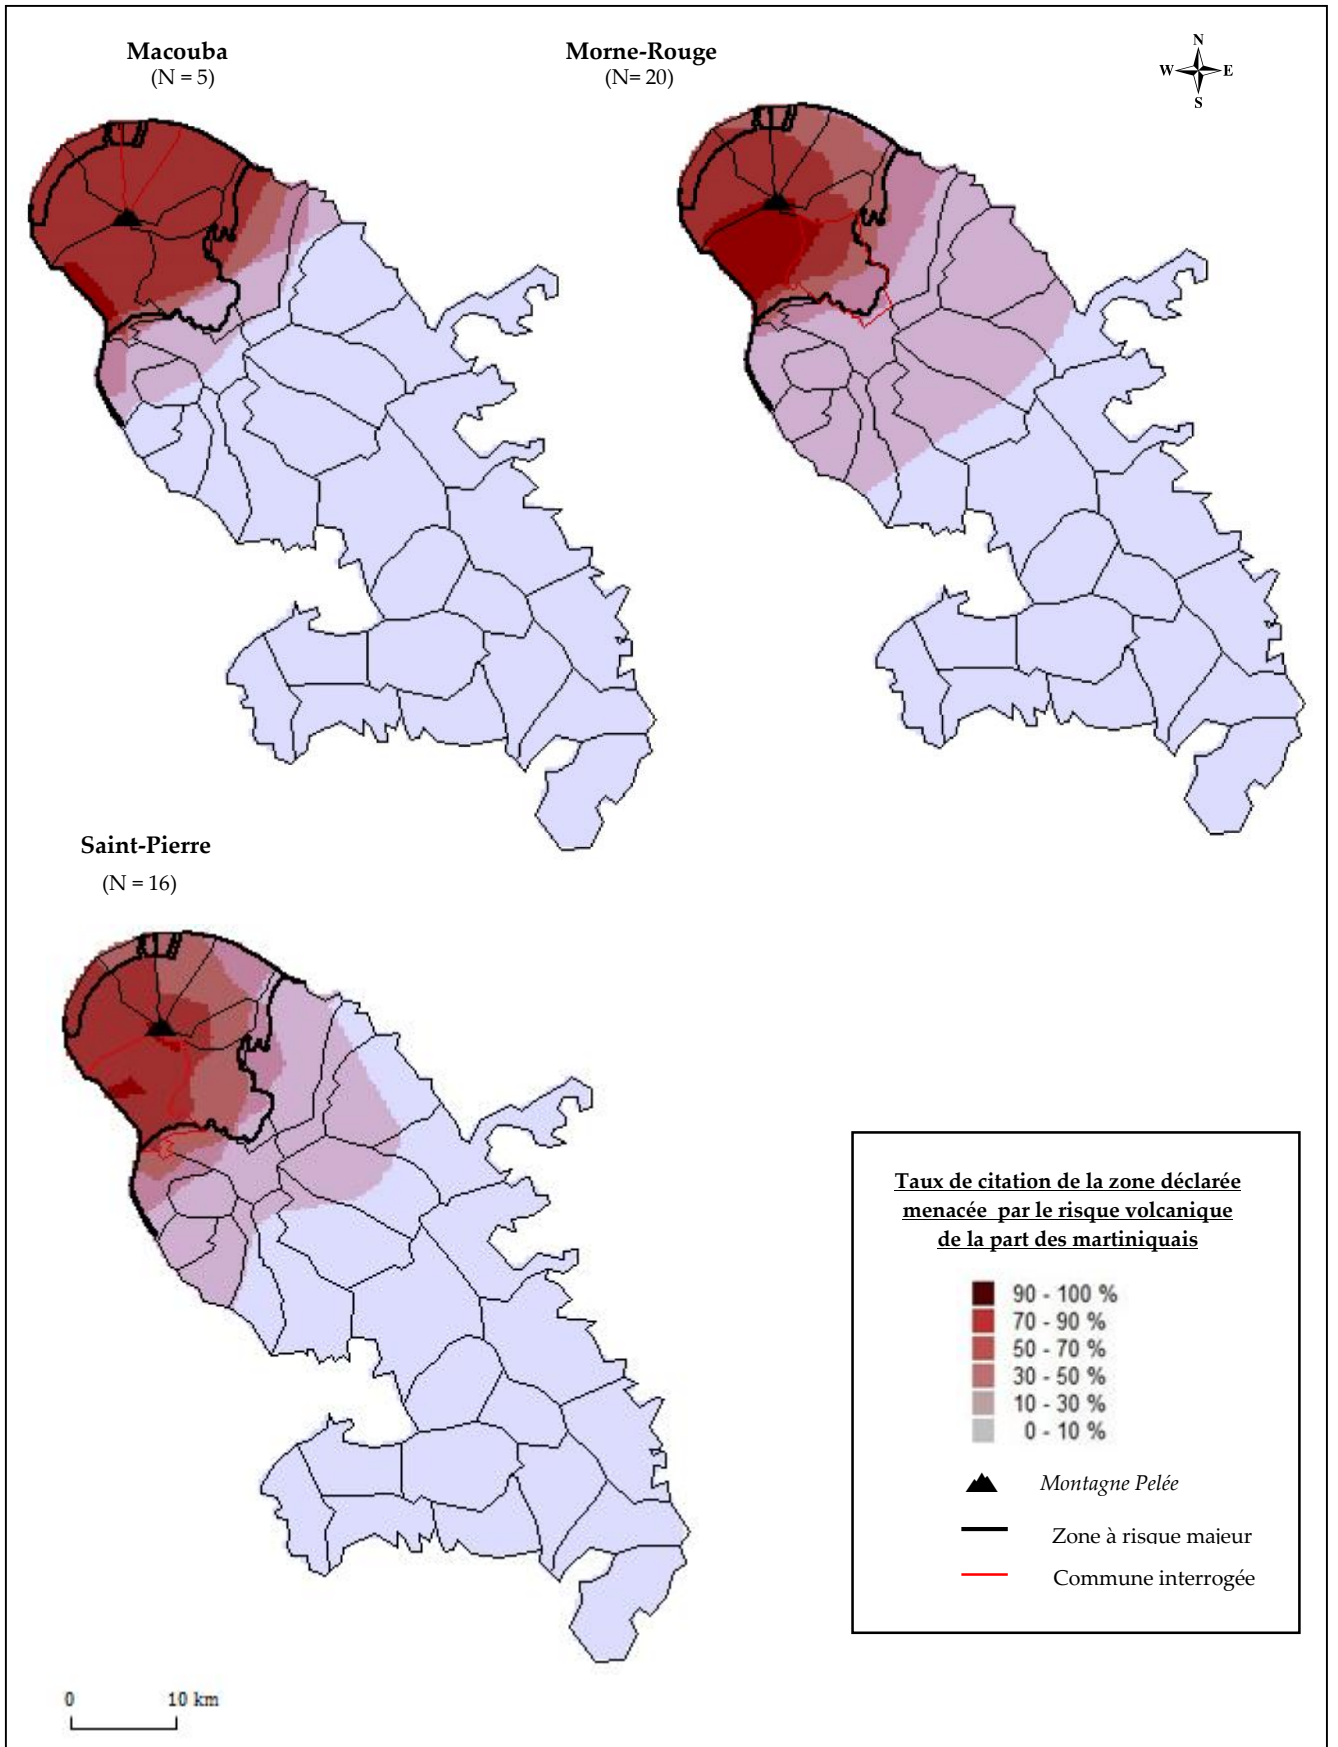 Macouba
(N = 5)
Morne-Rouge
(N= 20)
N
W E
S
Saint-Pierre
(N = 16)
Taux de citation de la zone déclarée
menacée par le risque volcanique
de la part des martiniquais
90 - 100 %
70 - 90 %
50 - 70 %
30 - 50 %
10 - 30 %
0 - 10 %
Montagne Pelée
Zone à risque majeur
Commune interrogée
0 10 km